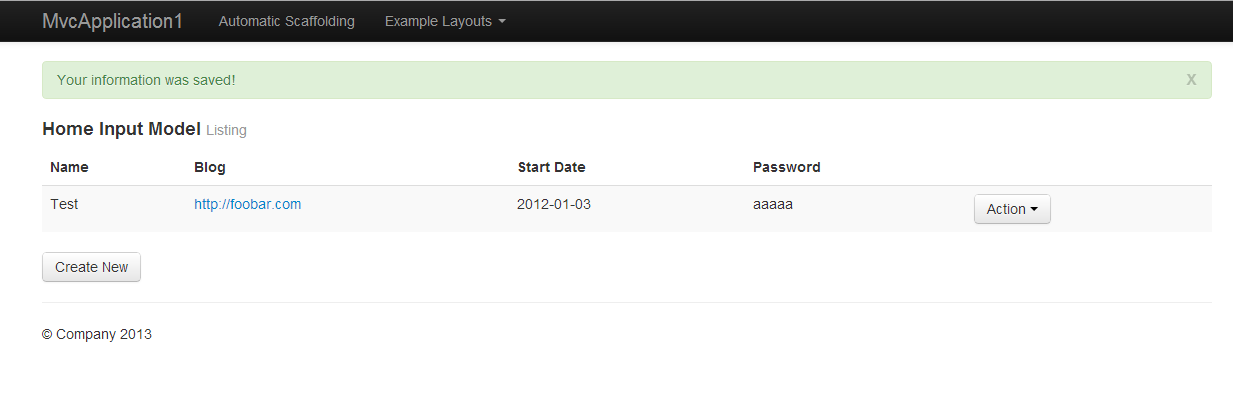 MvcApplication1 Automatic Scaffolding Example Layouts
Your information was saved! x
Home Input Model Listing
Name Blog Start Date Password
Test http://foobar.com 2012-01-03 aaaaa Action
Create New
© Company 2013